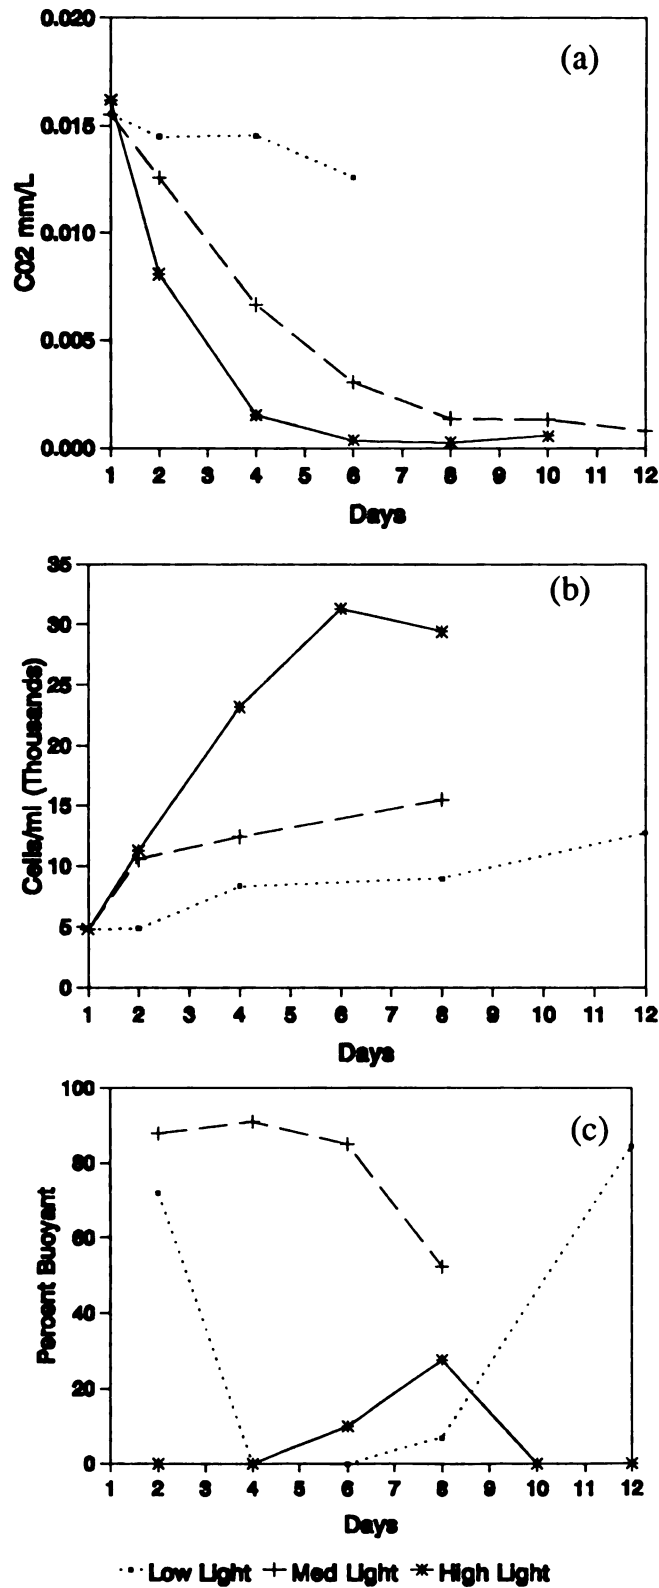 0.020
(a)
0.015
0.010
0.005
0.000
C02 mm/L
1 2 3 4 5 6 7 8 9 10 11 12
Days
35
(b)
30
25
20
15
10
5
0
Cells/ml (Thousands)
1 2 3 4 5 6 7 8 9 10 11 12
Days
100
(c)
80
60
40
20
0
Percent Buoyant
1 2 3 4 5 6 7 8 9 10 11 12
Days
Low Light Med Light High Light